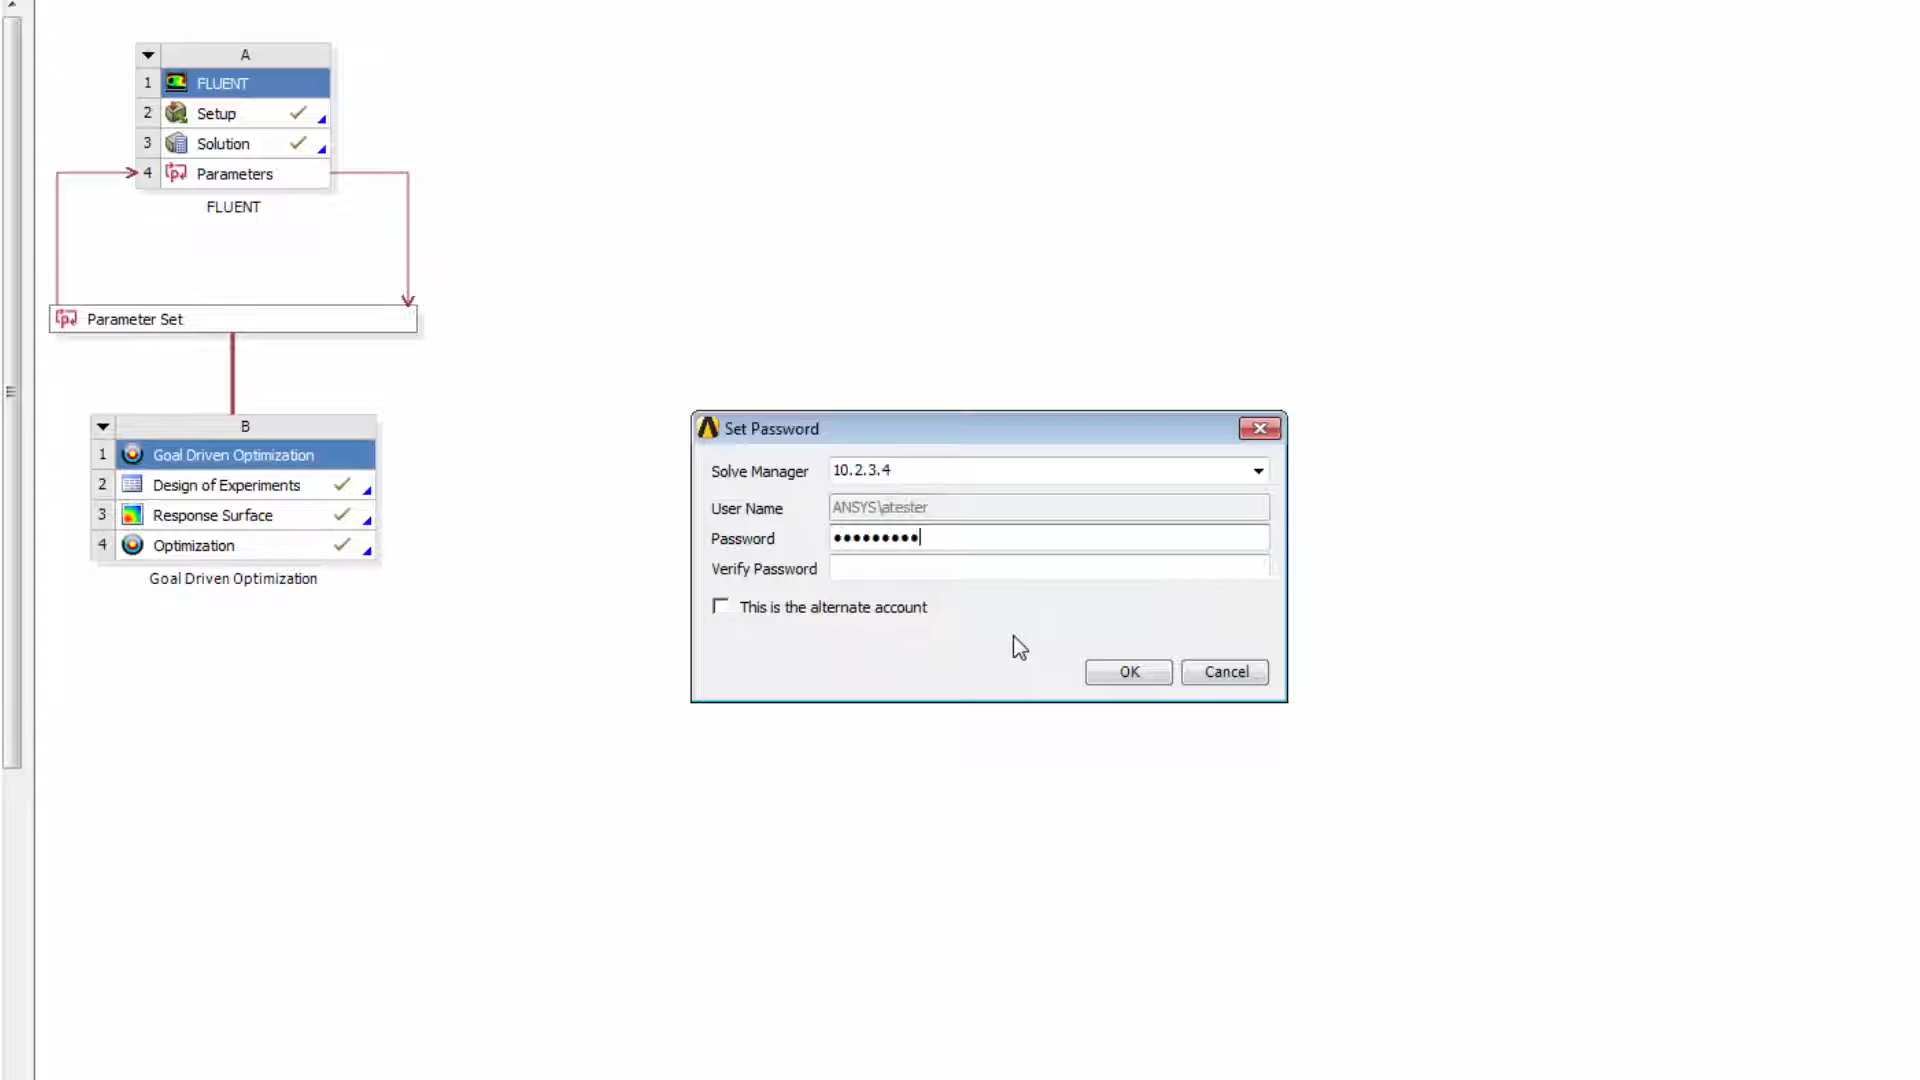 A
1 FLUENT
2 Setup
3 Solution
4 Parameters
FLUENT
Parameter Set
B
1 Goal Driven Optimization
2 Design of Experiments
3 Response Surface
4 Optimization
Goal Driven Optimization
Set Password
Solve Manager 10.2.3.4
User Name ANSYS\atester
Password •••••••••
Verify Password
This is the alternate account
OK Cancel